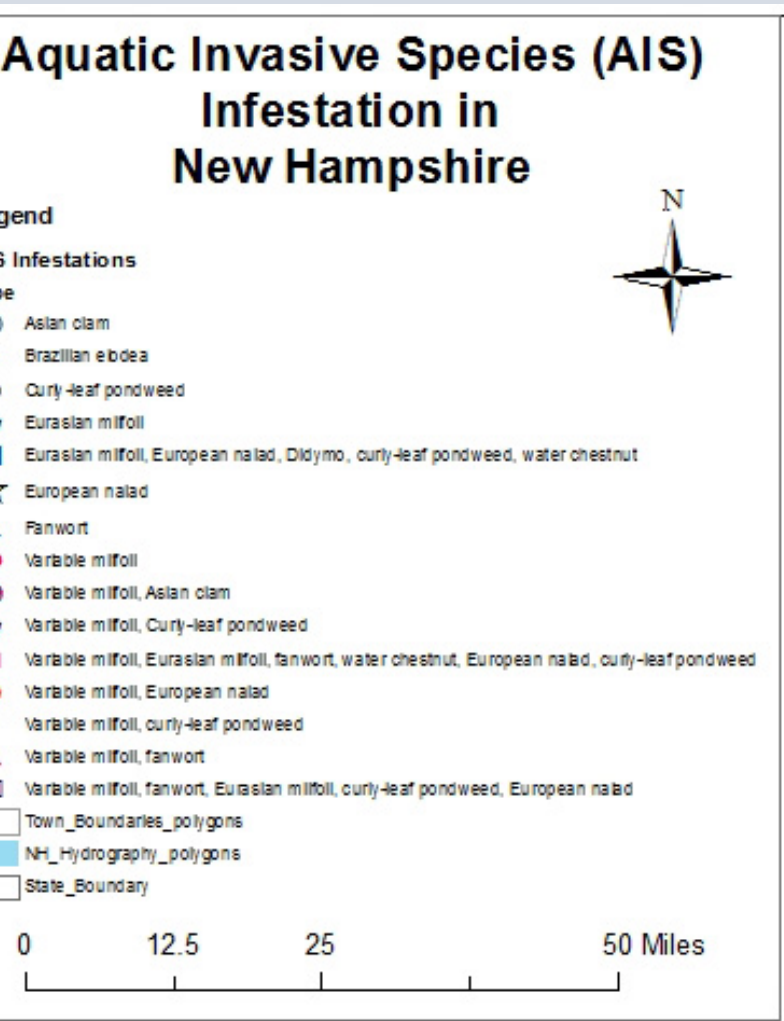 Aquatic Invasive Species (AIS)
Infestation in
New Hampshire
N
gend
S Infestations
pe
Asian clam
Brazilian elodea
Curly-leaf pondweed
Eurasian milfoil
Eurasian milfoil, European naiad, Didymo, curly-leaf pondweed, water chestnut
European naiad
Fanwort
Variable milfoil
Variable milfoil, Asian clam
Variable milfoil, Curly-leaf pondweed
Variable milfoil, Eurasian milfoil, fanwort, water chestnut, European naiad, curly-leaf pondweed
Variable milfoil, European naiad
Variable milfoil, curly-leaf pondweed
Variable milfoil, fanwort
Variable milfoil, fanwort, Eurasian milfoil, curly-leaf pondweed, European naiad
Town_Boundaries_polygons
NH_Hydrography_polygons
State_Boundary
0 12.5 25 50 Miles